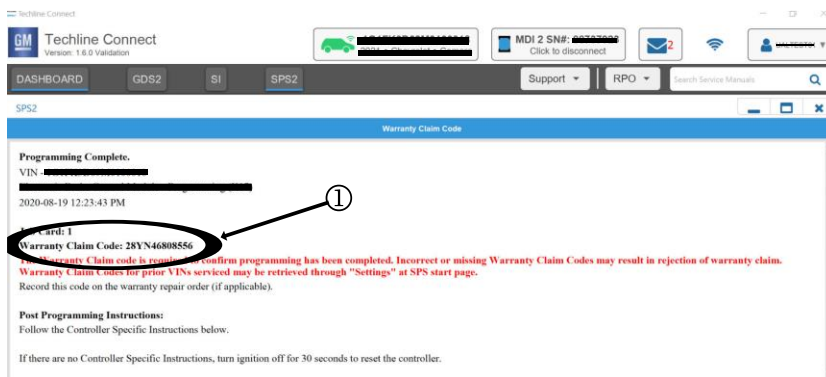 Techline Connect
GM
Techline Connect
Version: 1.6.0 Validation
MDI 2 SN#:
Click to disconnect
2
DASHBOARD GDS2 SI SPS2 Support RPO Search Service Manuals
SPS2
Warranty Claim Code
Programming Complete.
VIN -
2020-08-19 12:23:43 PM
①
Card: 1
Warranty Claim Code: 28YN46808556
The Warranty Claim code is required to confirm programming has been completed. Incorrect or missing Warranty Claim Codes may result in rejection of warranty claim.
Warranty Claim Codes for prior VINs serviced may be retrieved through "Settings" at SPS start page.
Record this code on the warranty repair order (if applicable).
Post Programming Instructions:
Follow the Controller Specific Instructions below.
If there are no Controller Specific Instructions, turn ignition off for 30 seconds to reset the controller.